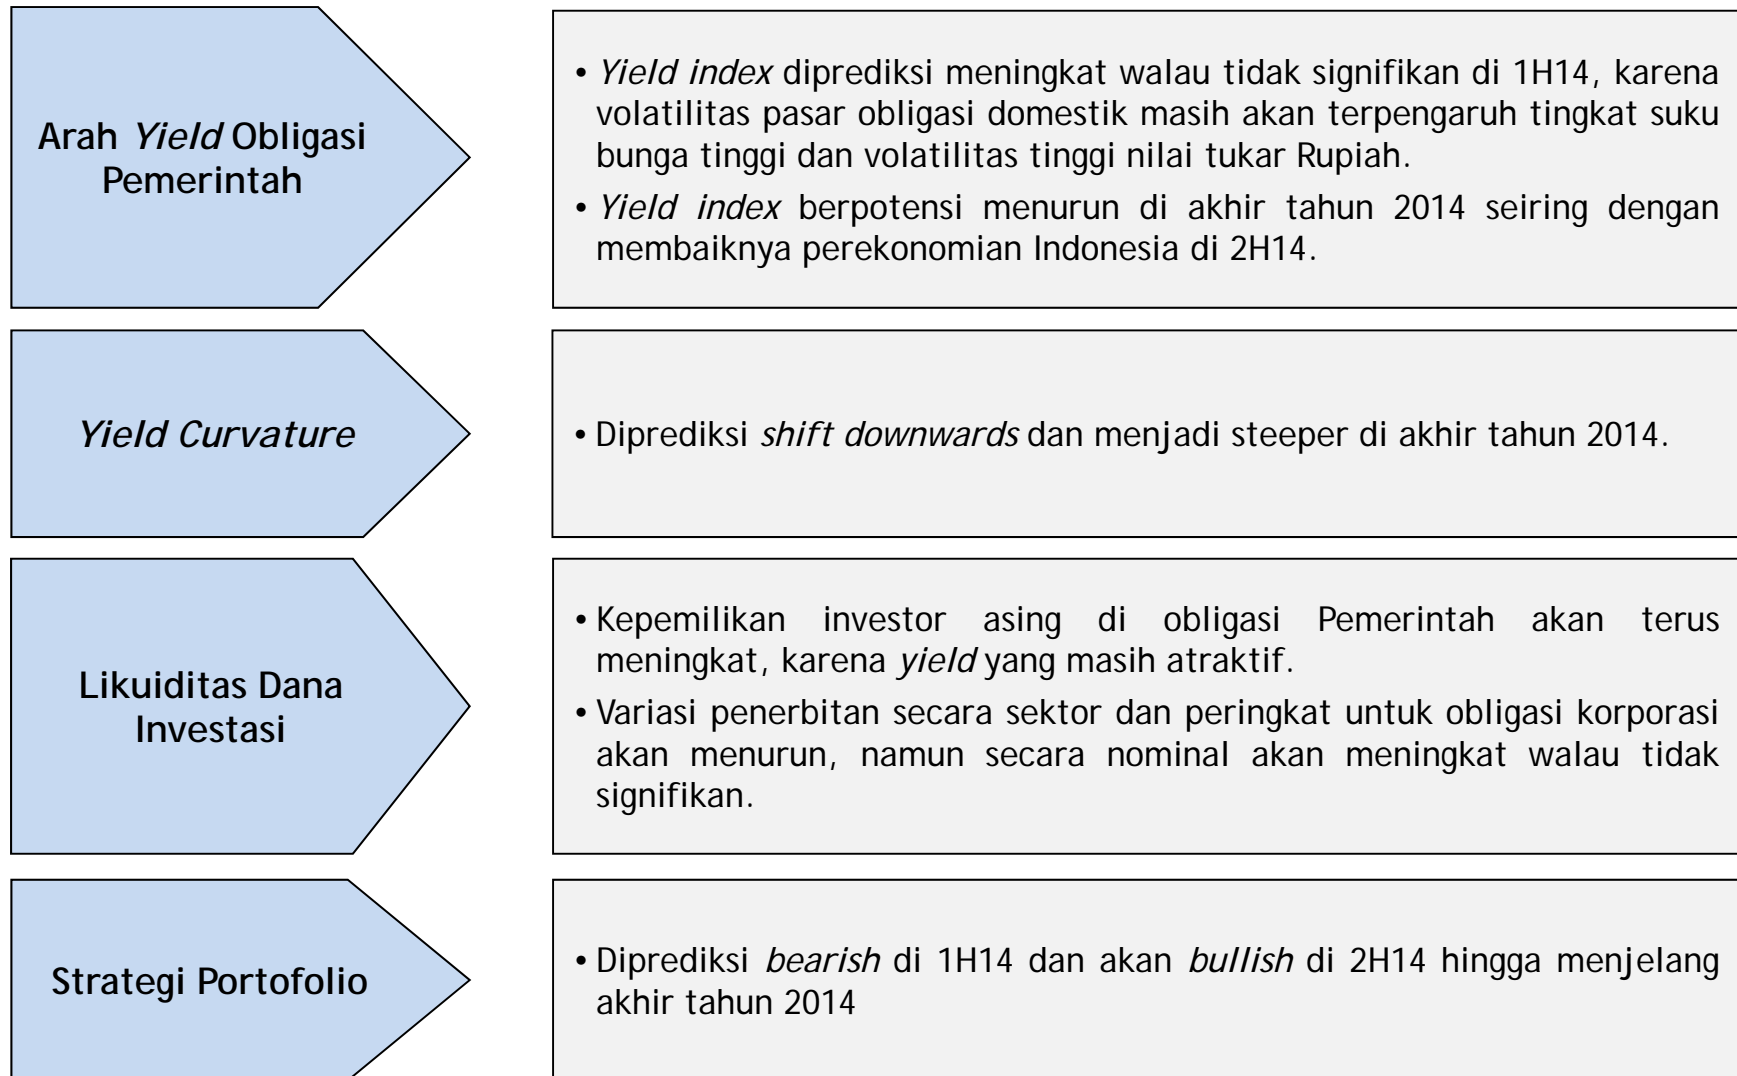 Arah Yield Obligasi
Pemerintah
• Yield index diprediksi meningkat walau tidak signifikan di 1H14, karena
volatilitas pasar obligasi domestik masih akan terpengaruh tingkat suku
bunga tinggi dan volatilitas tinggi nilai tukar Rupiah.
• Yield index berpotensi menurun di akhir tahun 2014 seiring dengan
membaiknya perekonomian Indonesia di 2H14.
Yield Curvature
• Diprediksi shift downwards dan menjadi steeper di akhir tahun 2014.
Likuiditas Dana
Investasi
• Kepemilikan investor asing di obligasi Pemerintah akan terus
meningkat, karena yield yang masih atraktif.
• Variasi penerbitan secara sektor dan peringkat untuk obligasi korporasi
akan menurun, namun secara nominal akan meningkat walau tidak
signifikan.
Strategi Portofolio
• Diprediksi bearish di 1H14 dan akan bullish di 2H14 hingga menjelang
akhir tahun 2014